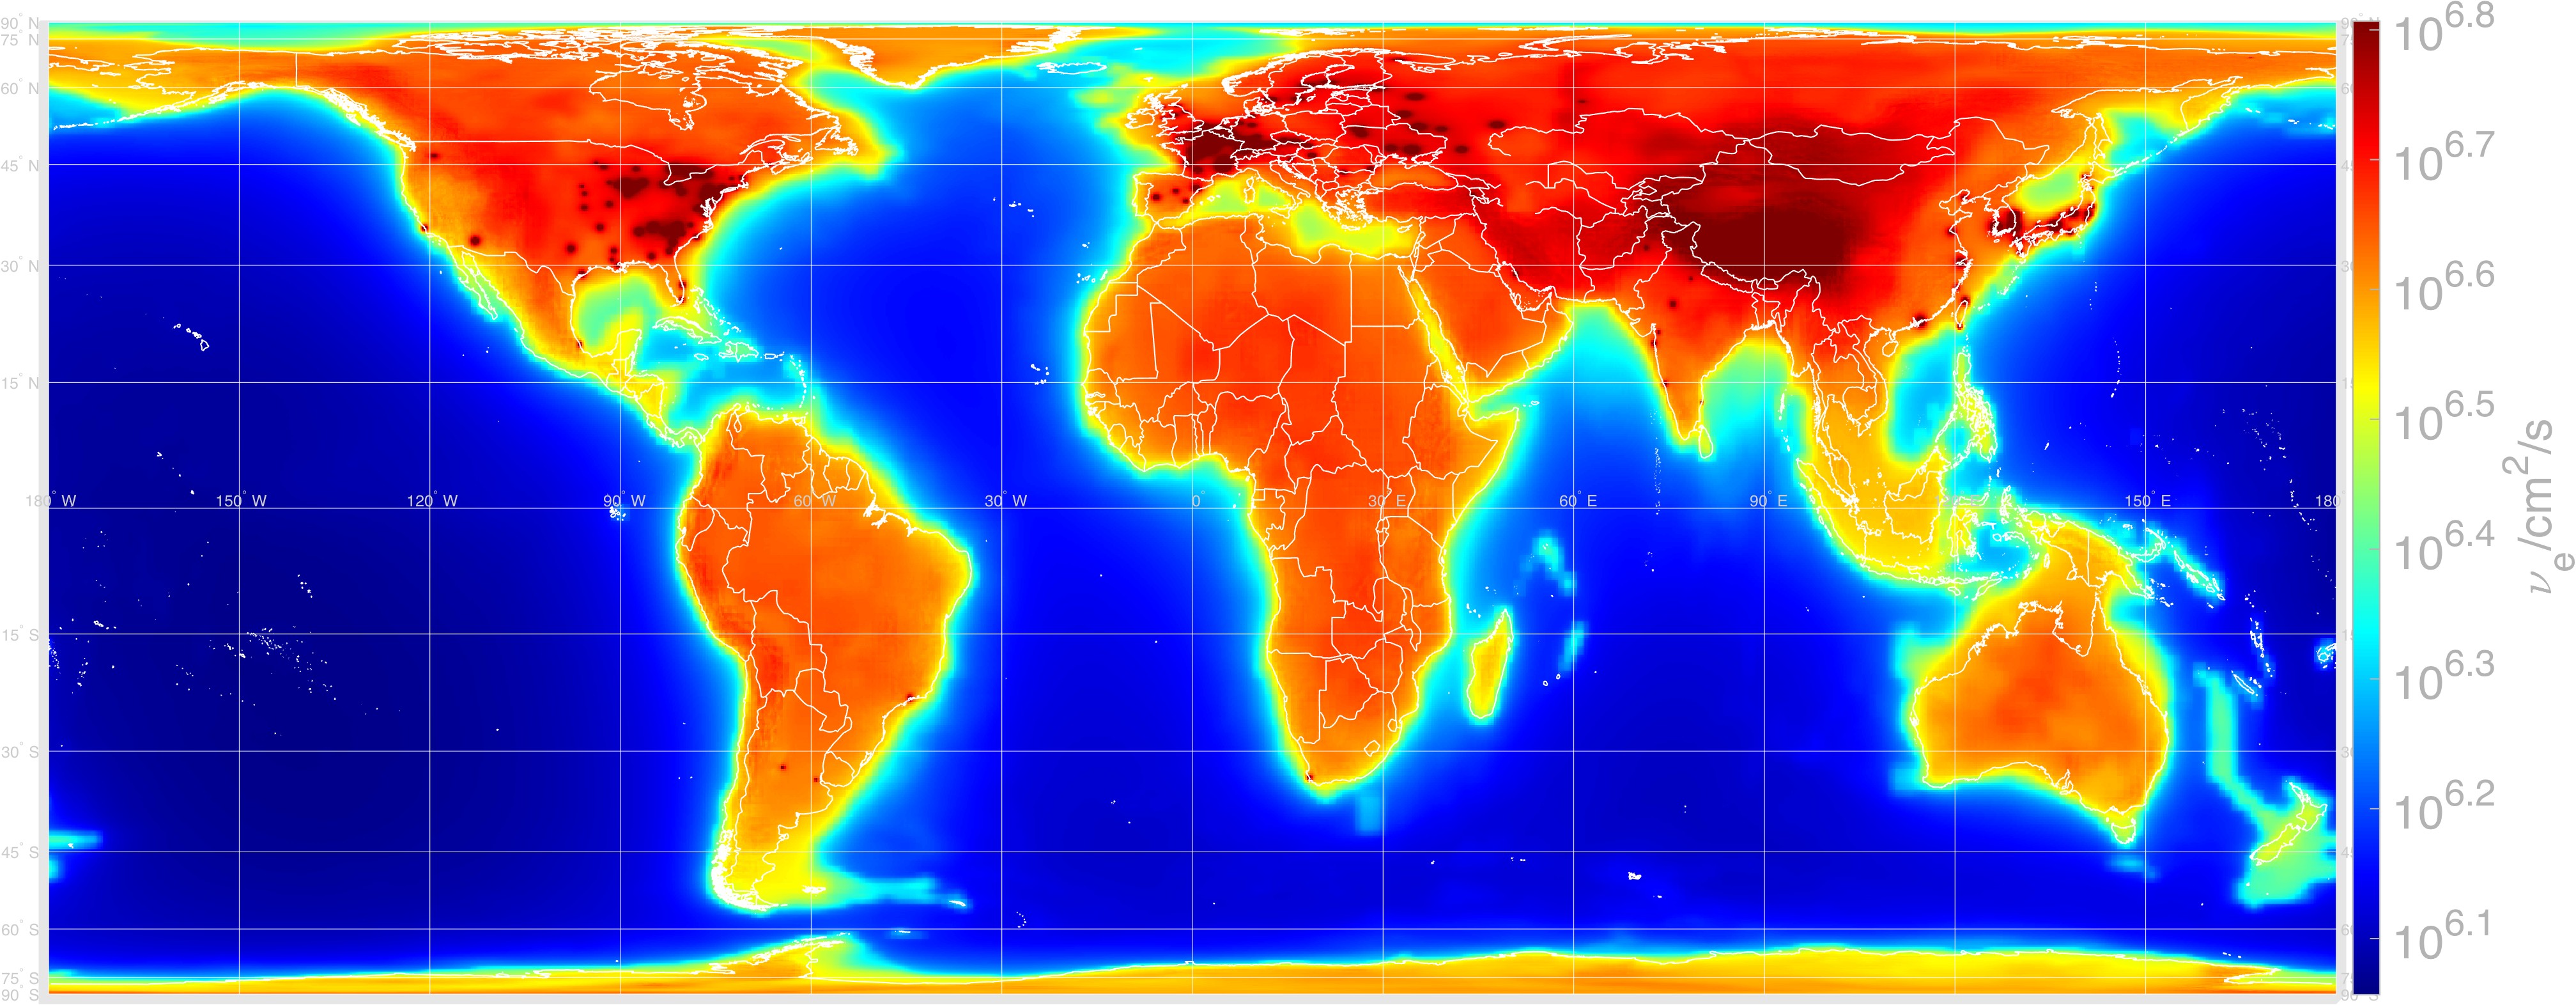 90° N
75° N
60° N
45° N
30° N
15° N
180° W 150° W 120° W 90° W 60° W 30° W 0° 30° E 60° E 90° E 150° E 180
15° S
30° S
45° S
60° S
75° S
90° S
10^6.8
10^6.7
10^6.6
10^6.5
10^6.4
10^6.3
10^6.2
10^6.1
ν_e/cm^2/s